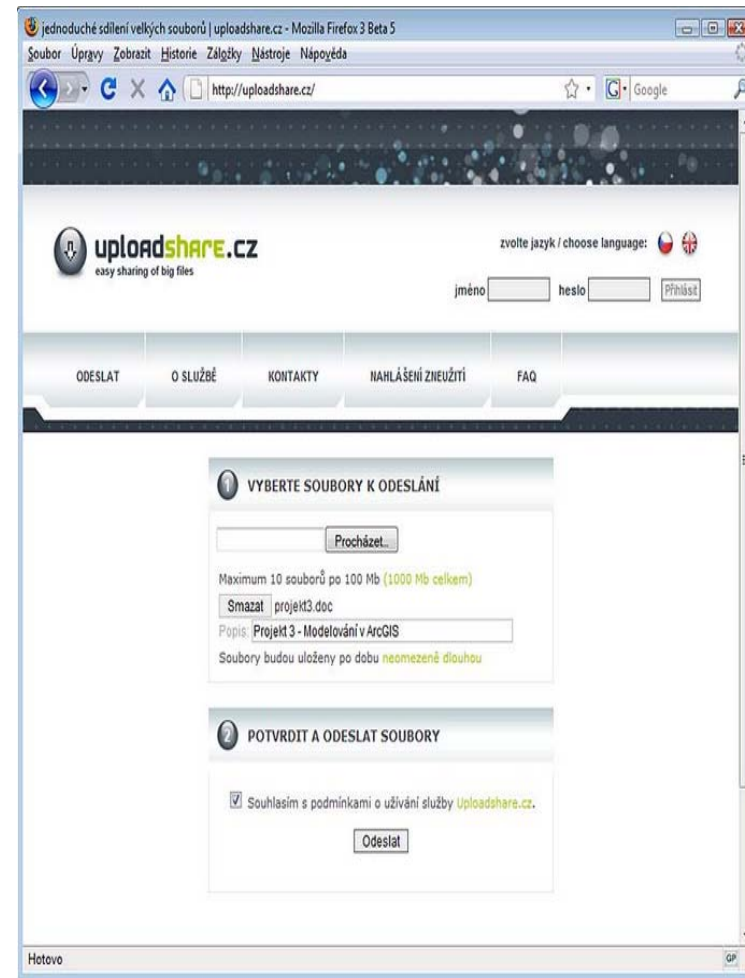 jednoduché sdílení velkých souborů | uploadshare.cz - Mozilla Firefox 3 Beta 5
Soubor Úpravy Zobrazit Historie Záložky Nástroje Nápověda
http://uploadshare.cz/ G Google
uploadshare.cz
easy sharing of big files
zvolte jazyk / choose language:
jméno heslo Přihlásit
ODESLAT O SLUŽBĚ KONTAKTY NAHLÁŠENÍ ZNEUŽITÍ FAQ
1 VYBERTE SOUBORY K ODESLÁNÍ
Procházet...
Maximum 10 souborů po 100 Mb (1000 Mb celkem)
Smazat projekt3.doc
Popis: Projekt 3 - Modelování v ArcGIS
Soubory budou uloženy po dobu neomezeně dlouhou
2 POTVRDIT A ODESLAT SOUBORY
Souhlasím s podmínkami o užívání služby Uploadshare.cz.
Odeslat
Hotovo GP